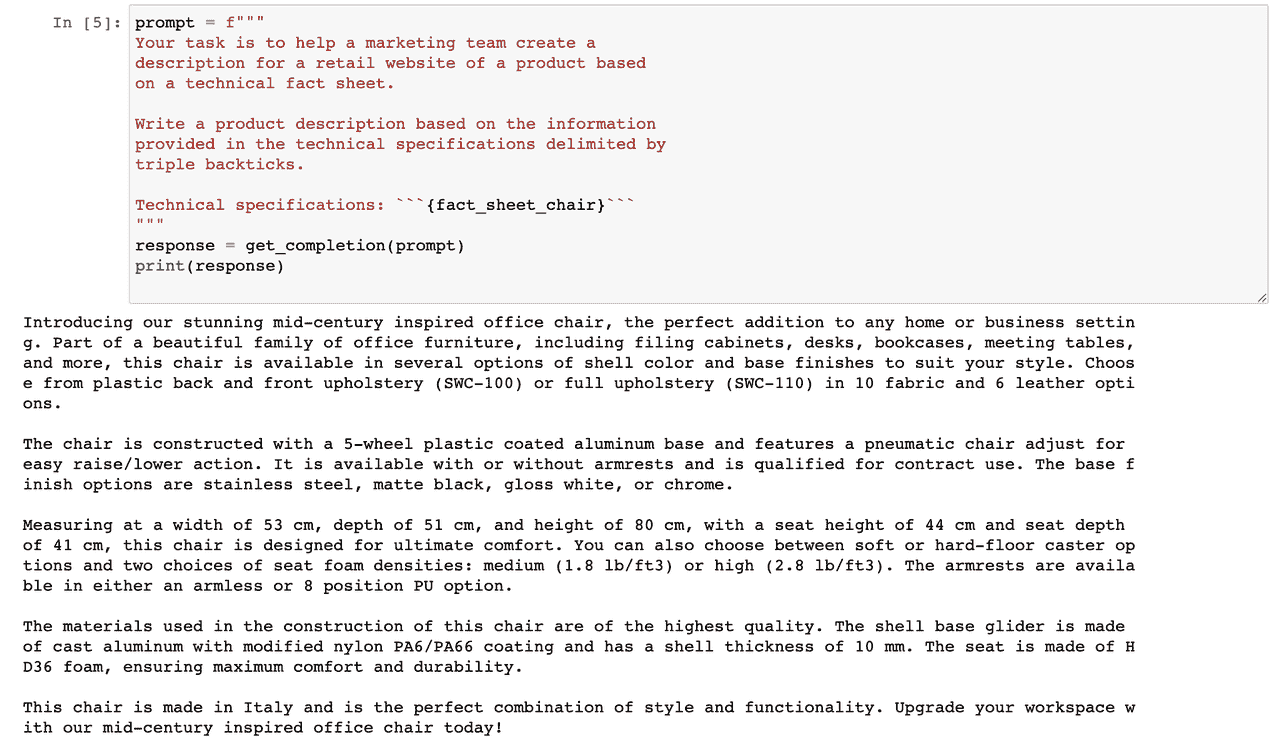 In [5]: prompt = f"""
Your task is to help a marketing team create a
description for a retail website of a product based
on a technical fact sheet.
Write a product description based on the information
provided in the technical specifications delimited by
triple backticks.
Technical specifications: ```{fact_sheet_chair}```
"""
response = get_completion(prompt)
print(response)
Introducing our stunning mid-century inspired office chair, the perfect addition to any home or business settin
g. Part of a beautiful family of office furniture, including filing cabinets, desks, bookcases, meeting tables,
and more, this chair is available in several options of shell color and base finishes to suit your style. Choos
e from plastic back and front upholstery (SWC-100) or full upholstery (SWC-110) in 10 fabric and 6 leather opti
ons.
The chair is constructed with a 5-wheel plastic coated aluminum base and features a pneumatic chair adjust for
easy raise/lower action. It is available with or without armrests and is qualified for contract use. The base f
inish options are stainless steel, matte black, gloss white, or chrome.
Measuring at a width of 53 cm, depth of 51 cm, and height of 80 cm, with a seat height of 44 cm and seat depth
of 41 cm, this chair is designed for ultimate comfort. You can also choose between soft or hard-floor caster op
tions and two choices of seat foam densities: medium (1.8 lb/ft3) or high (2.8 lb/ft3). The armrests are availa
ble in either an armless or 8 position PU option.
The materials used in the construction of this chair are of the highest quality. The shell base glider is made
of cast aluminum with modified nylon PA6/PA66 coating and has a shell thickness of 10 mm. The seat is made of H
D36 foam, ensuring maximum comfort and durability.
This chair is made in Italy and is the perfect combination of style and functionality. Upgrade your workspace w
ith our mid-century inspired office chair today!